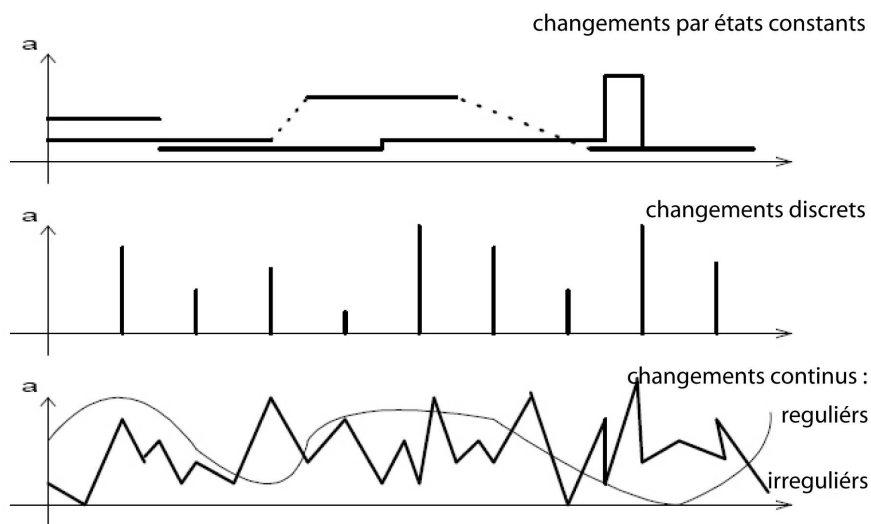 changements par états constants
a
changements discrets
a
changements continus :
a
reguliérs
irreguliérs